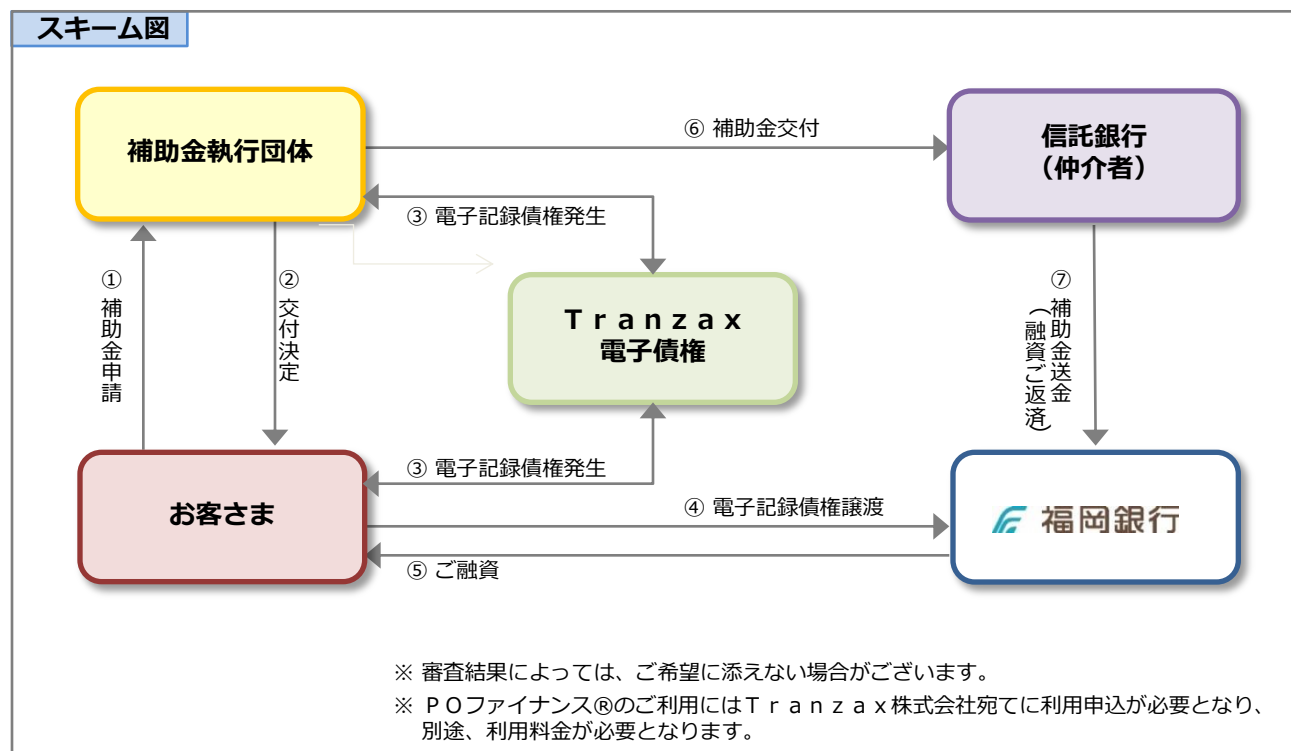 スキーム図
補助金執行団体
⑥ 補助金交付
信託銀行
（仲介者）
③ 電子記録債権発生
① 補助金申請
② 交付決定
Ｔｒａｎｚａｘ
電子債権
⑦ 補助金送金
（融資ご返済）
③ 電子記録債権発生
お客さま
④ 電子記録債権譲渡
福岡銀行
⑤ ご融資
※ 審査結果によっては、ご希望に添えない場合がございます。
※ ＰＯファイナンス®のご利用にはＴｒａｎｚａｘ株式会社宛てに利用申込が必要となり、
別途、利用料金が必要となります。